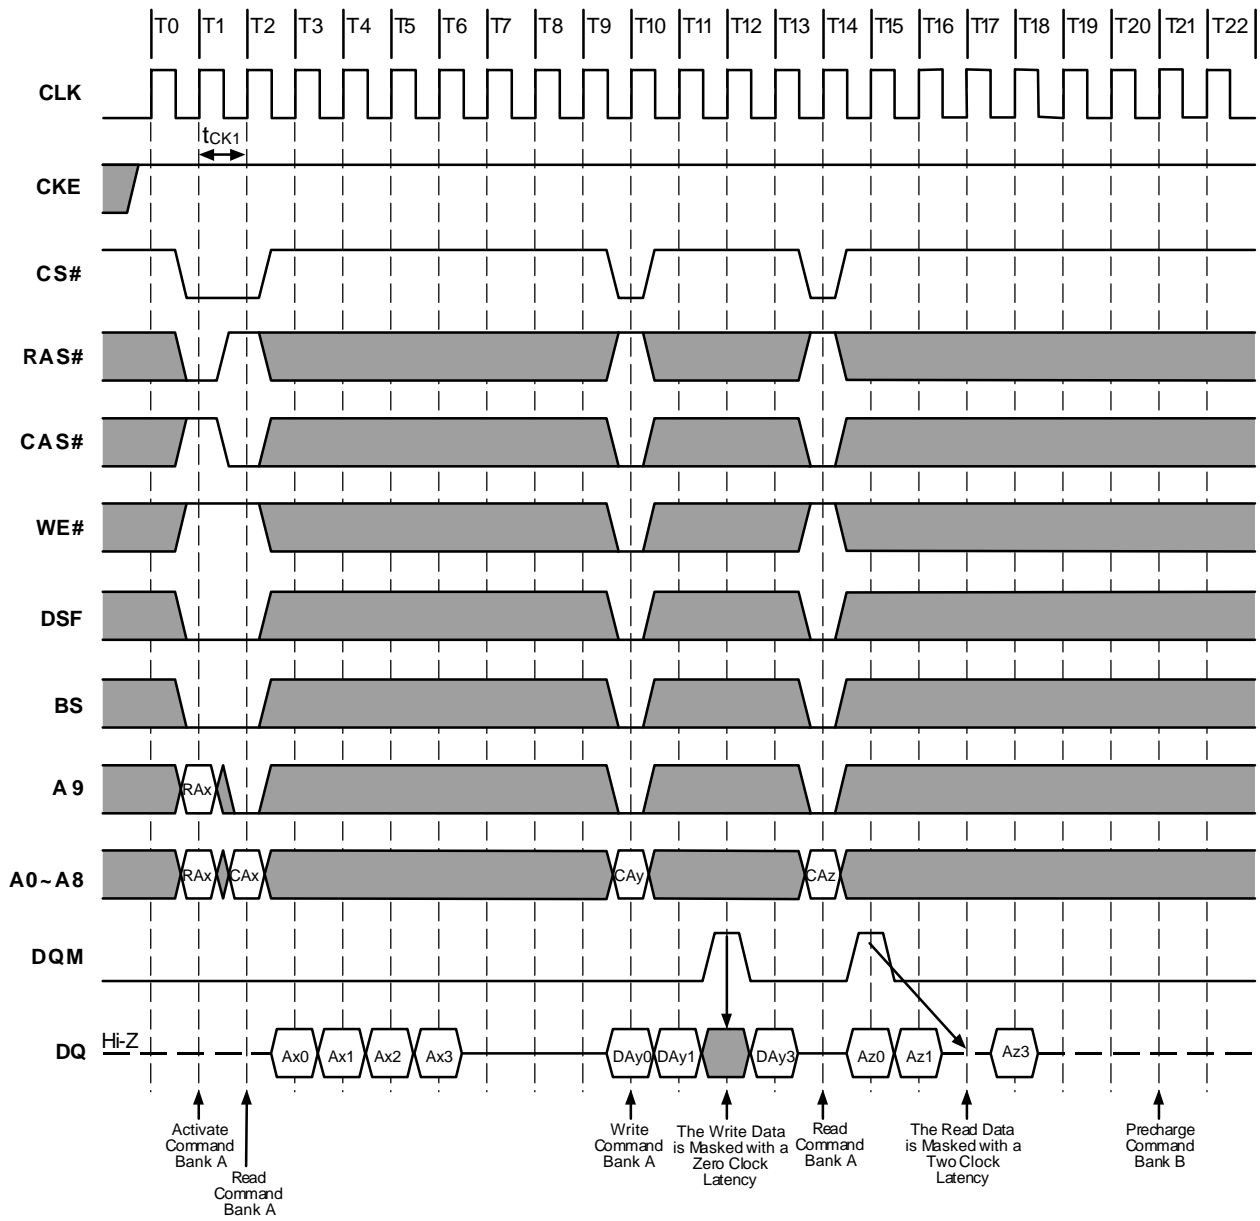 T0 T1 T2 T3 T4 T5 T6 T7 T8 T9 T10 T11 T12 T13 T14 T15 T16 T17 T18 T19 T20 T21 T22
CLK
tCK1
CKE
CS#
RAS#
CAS#
WE#
DSF
BS
A9
RAx
A0~A8
RAx CAx CAy CAz
DQM
DQ
Hi-Z
Ax0 Ax1 Ax2 Ax3 DAy0 DAy1 DAy3 Az0 Az1 Az3
Activate
Command
Bank A
Read
Command
Bank A
Write
Command
Bank A
The Write Data
is Masked with a
Zero Clock
Latency
Read
Command
Bank A
The Read Data
is Masked with a
Two Clock
Latency
Precharge
Command
Bank B